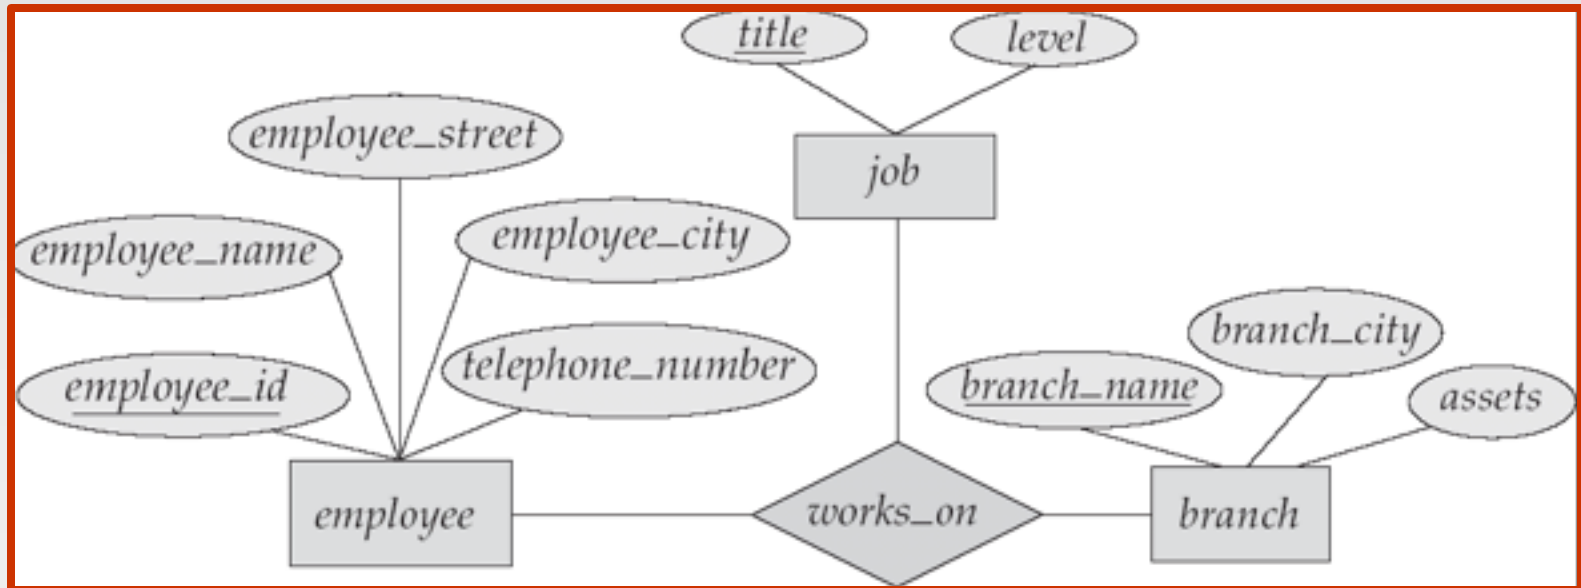 title
level
employee_street
job
employee_name
employee_city
branch_city
telephone_number
employee_id
branch_name
assets
employee
works_on
branch